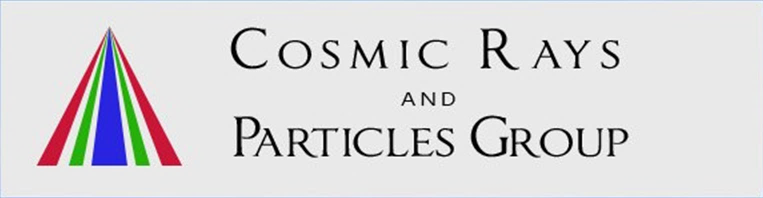 Cosmic Rays
and
Particles Group